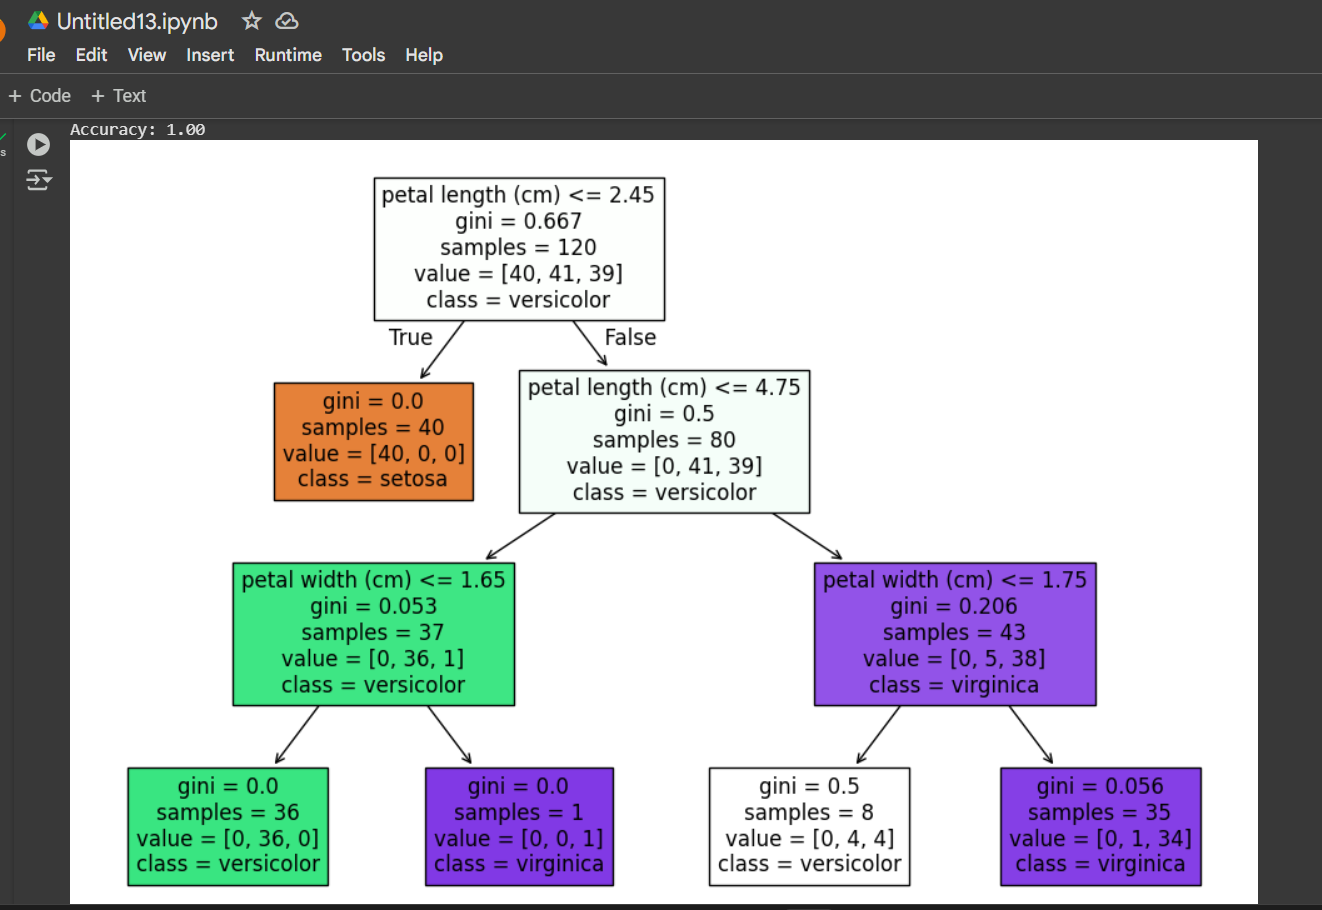 Untitled13.ipynb
File Edit View Insert Runtime Tools Help
+ Code + Text
s
Accuracy: 1.00
petal length (cm) <= 2.45
gini = 0.667
samples = 120
value = [40, 41, 39]
class = versicolor
True
False
gini = 0.0
samples = 40
value = [40, 0, 0]
class = setosa
petal length (cm) <= 4.75
gini = 0.5
samples = 80
value = [0, 41, 39]
class = versicolor
petal width (cm) <= 1.65
gini = 0.053
samples = 37
value = [0, 36, 1]
class = versicolor
petal width (cm) <= 1.75
gini = 0.206
samples = 43
value = [0, 5, 38]
class = virginica
gini = 0.0
samples = 36
value = [0, 36, 0]
class = versicolor
gini = 0.0
samples = 1
value = [0, 0, 1]
class = virginica
gini = 0.5
samples = 8
value = [0, 4, 4]
class = versicolor
gini = 0.056
samples = 35
value = [0, 1, 34]
class = virginica